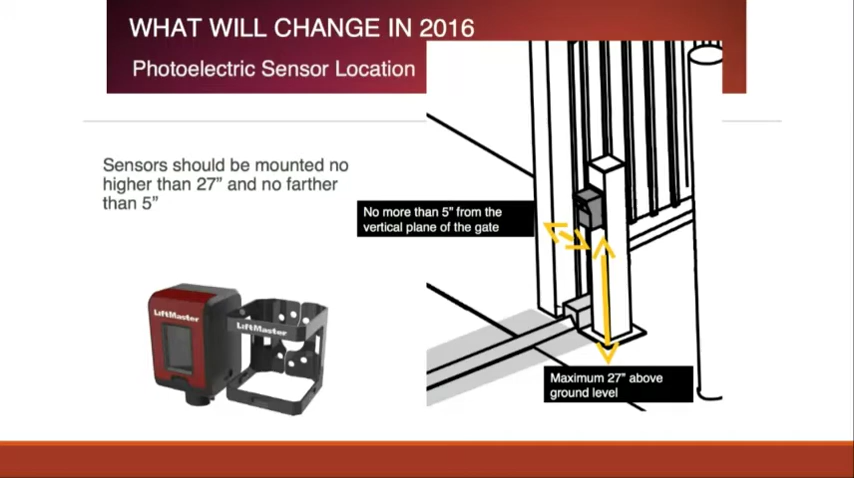 WHAT WILL CHANGE IN 2016
Photoelectric Sensor Location
Sensors should be mounted no
higher than 27” and no farther
than 5”
No more than 5” from the
vertical plane of the gate
LiftMaster
LiftMaster
Maximum 27” above
ground level